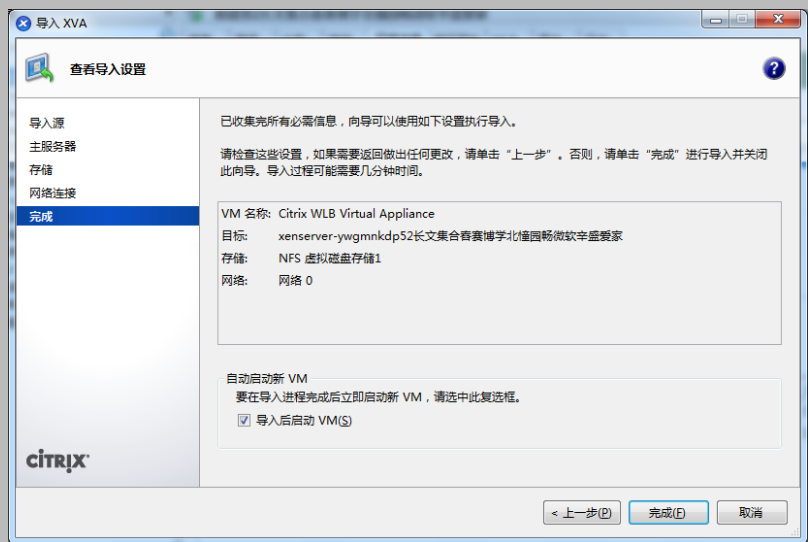 导入 XVA
查看导入设置
导入源
主服务器
存储
网络连接
完成
已收集完所有必需信息，向导可以使用如下设置执行导入。
请检查这些设置，如果需要返回做出任何更改，请单击“上一步”。否则，请单击“完成”进行导入并关闭
此向导。导入过程可能需要几分钟时间。
VM 名称: Citrix WLB Virtual Appliance
目标: xenserver-ywgmnkdp52长文集合春赛博学北憧园畅微软辛盛爱家
存储: NFS 虚拟磁盘存储1
网络: 网络 0
自动启动新 VM
要在导入进程完成后立即启动新 VM，请选中此复选框。
导入后启动 VM(S)
CITRIX
< 上一步(P)
完成(F)
取消